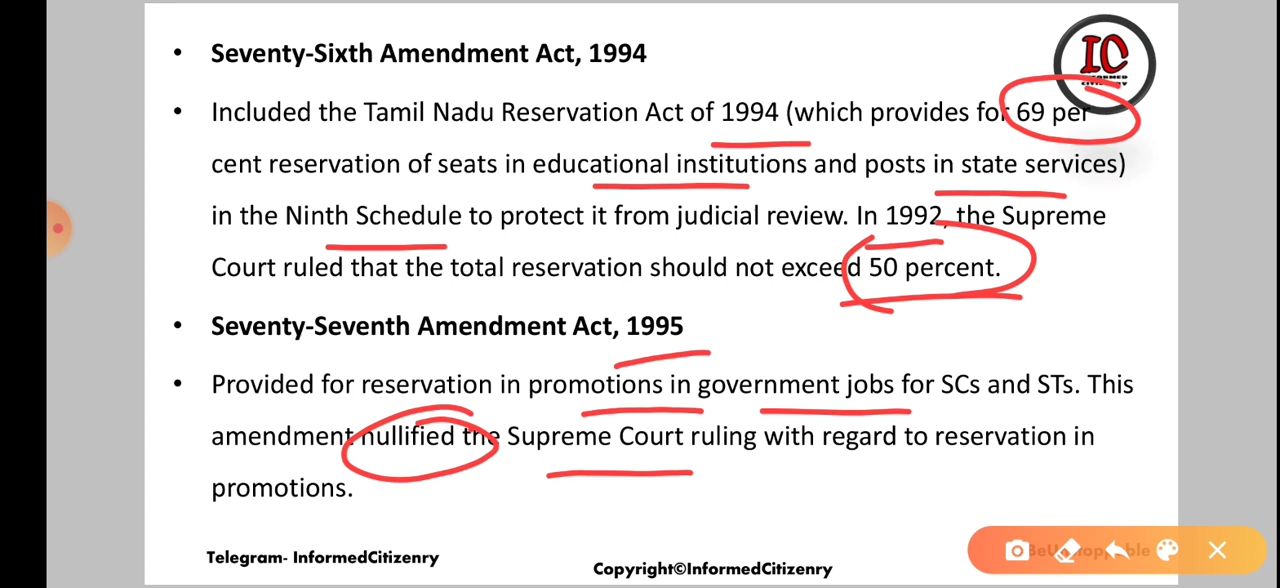 Seventy-Sixth Amendment Act, 1994
IC
INFORMED
CITIZENRY
Included the Tamil Nadu Reservation Act of 1994 (which provides for 69 per
cent reservation of seats in educational institutions and posts in state services)
in the Ninth Schedule to protect it from judicial review. In 1992, the Supreme
Court ruled that the total reservation should not exceed 50 percent.
Seventy-Seventh Amendment Act, 1995
Provided for reservation in promotions in government jobs for SCs and STs. This
amendment nullified the Supreme Court ruling with regard to reservation in
promotions.
Telegram- InformedCitizenry
Copyright©InformedCitizenry